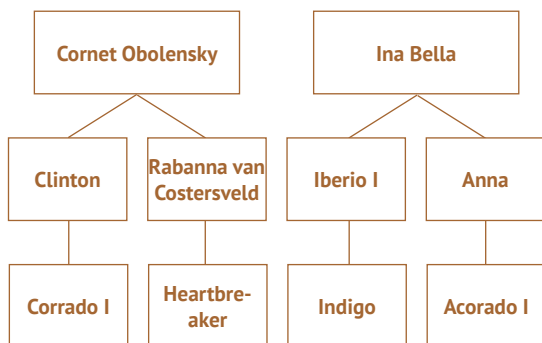 Cornet Obolensky
Ina Bella
Clinton
Rabanna van
Costersveld
Iberio I
Anna
Corrado I
Heartbre-
aker
Indigo
Acorado I